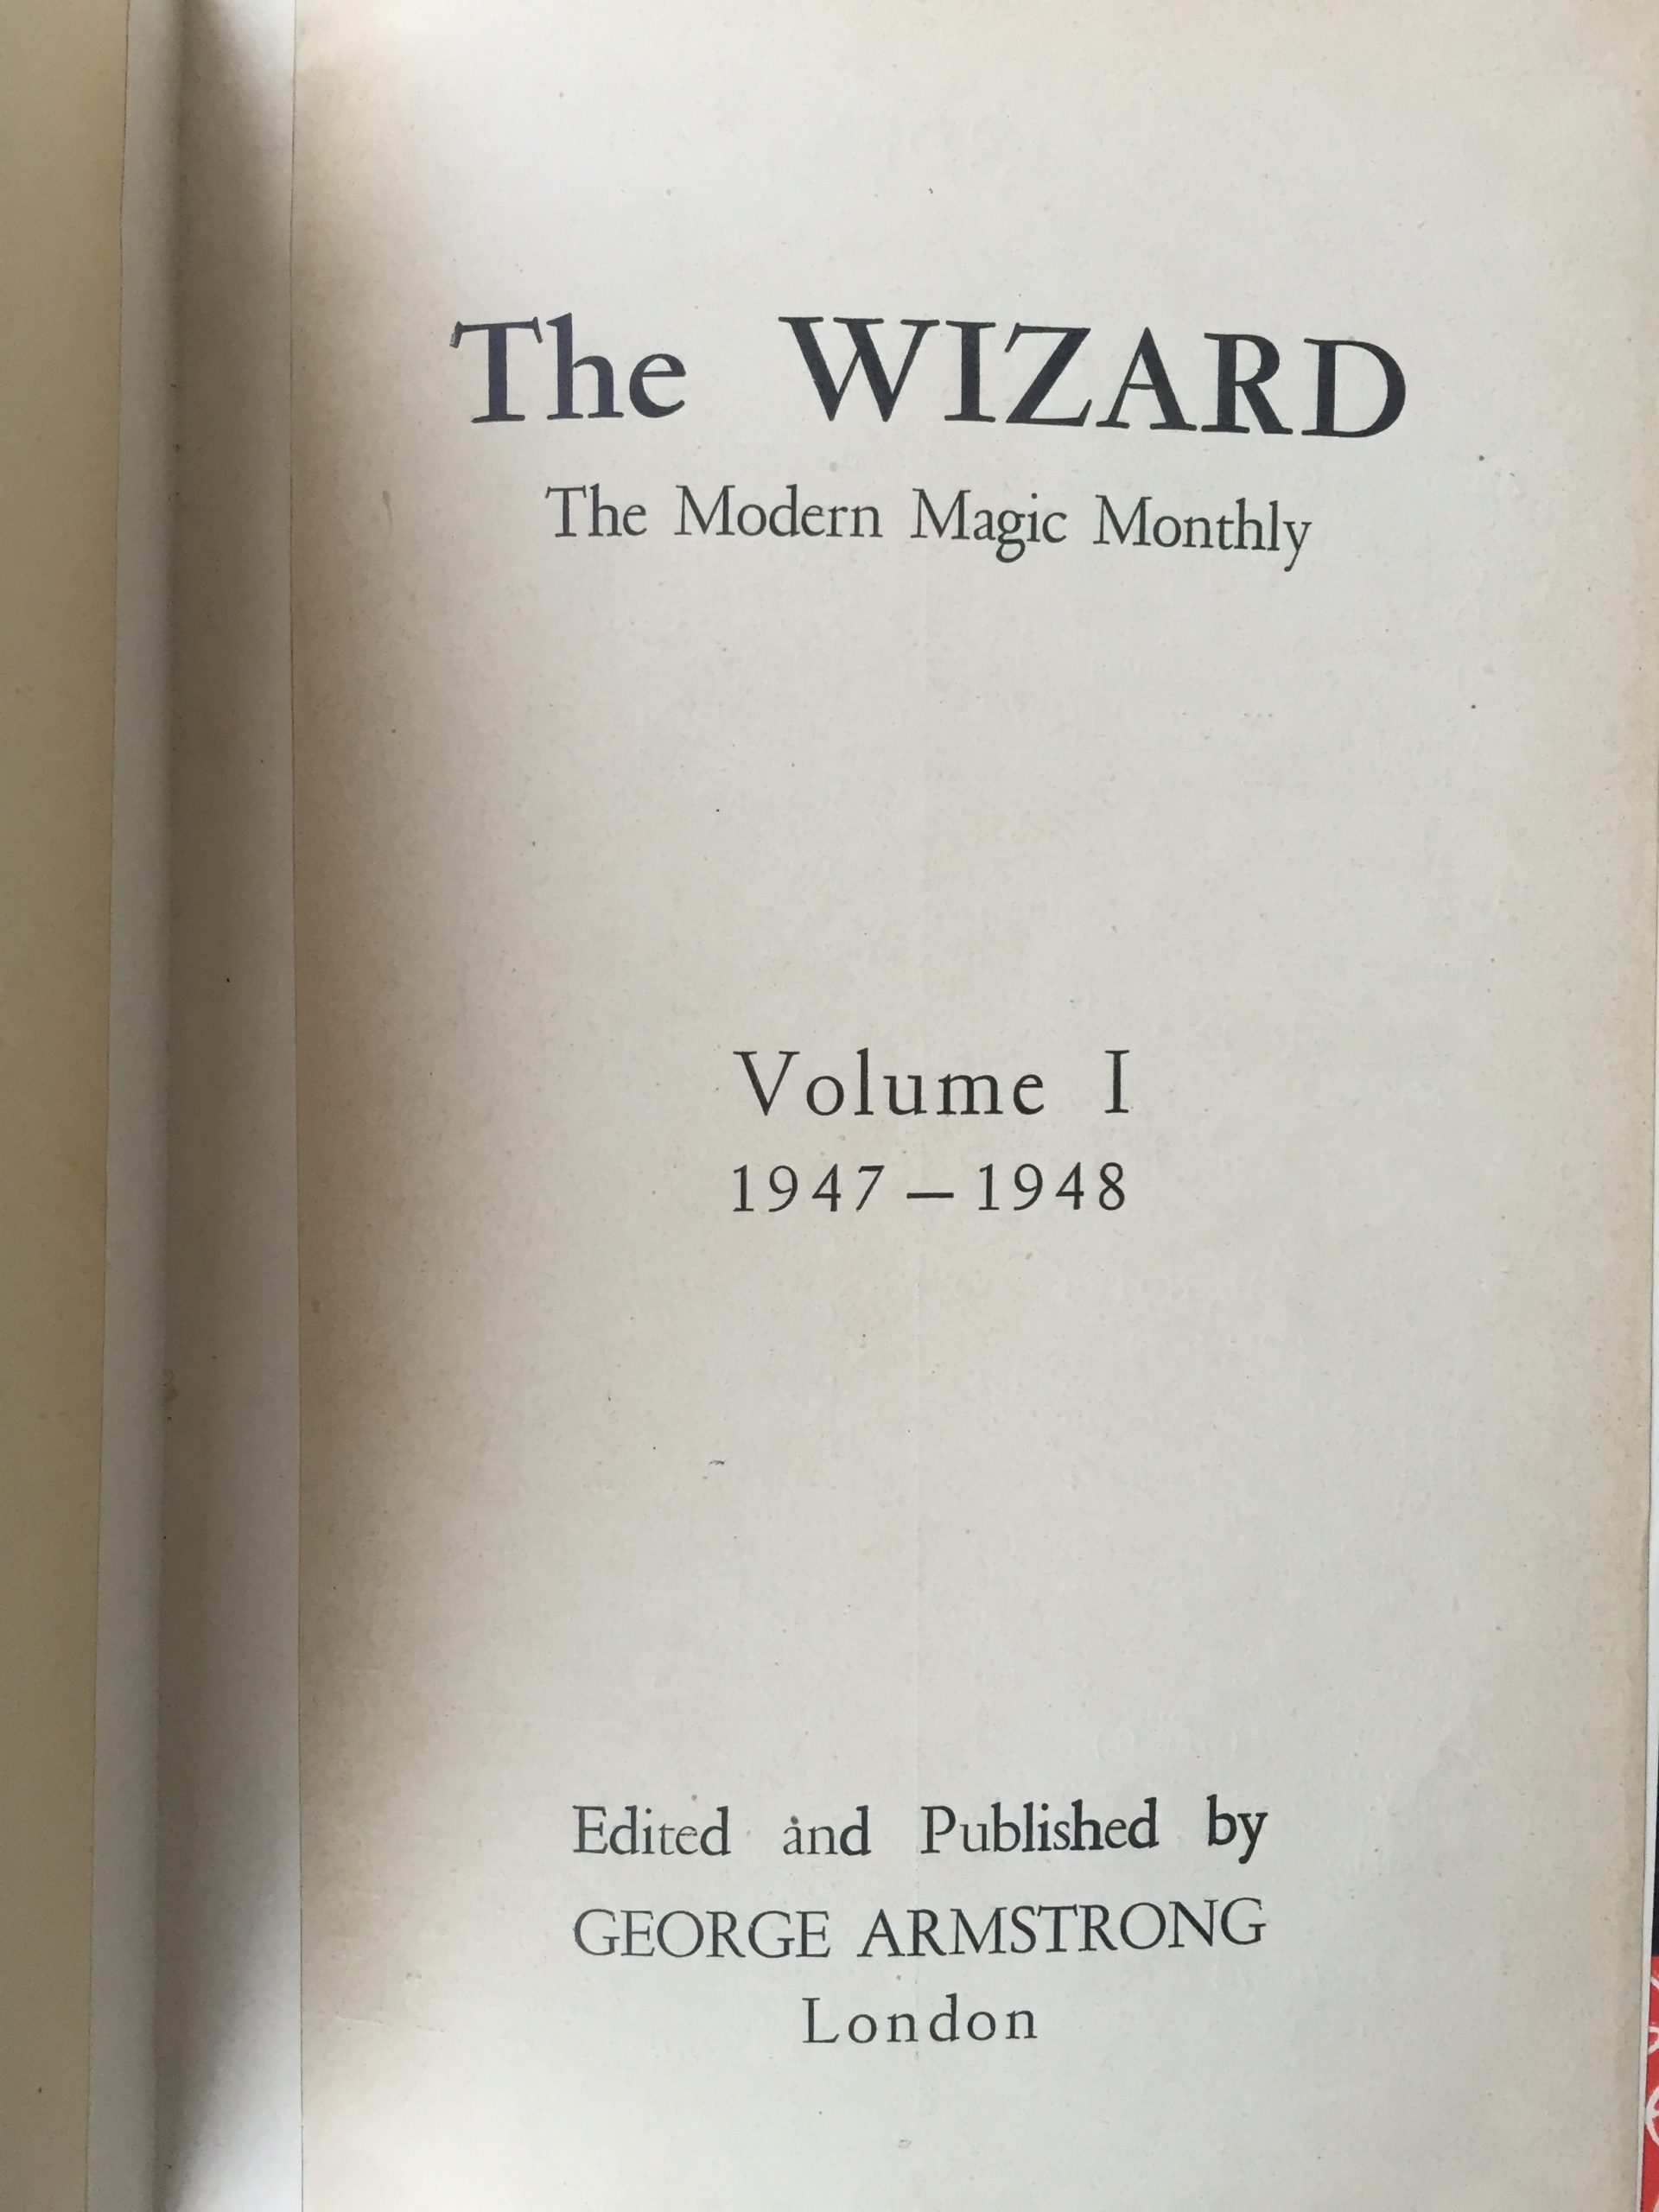 The WIZARD
The Modern Magic Monthly
Volume I
1947 — 1948
Edited and Published by
GEORGE ARMSTRONG
London